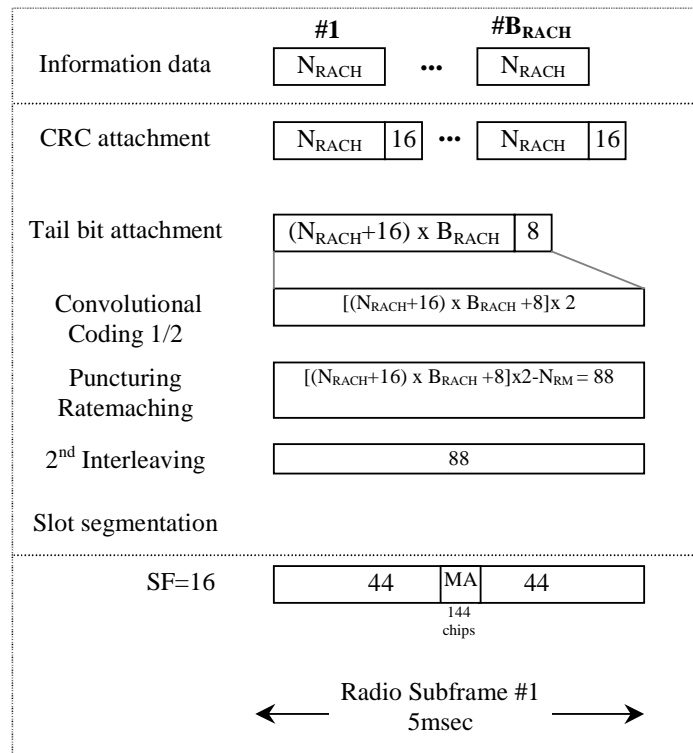 #1 #B_RACH
Information data N_RACH ••• N_RACH
CRC attachment N_RACH 16 ••• N_RACH 16
Tail bit attachment (N_RACH+16) x B_RACH 8
Convolutional
Coding 1/2
[(N_RACH+16) x B_RACH +8]x 2
Puncturing
Ratemaching
[(N_RACH+16) x B_RACH +8]x2-N_RM = 88
2nd Interleaving 88
Slot segmentation
SF=16 44 MA 44
144
chips
Radio Subframe #1
5msec